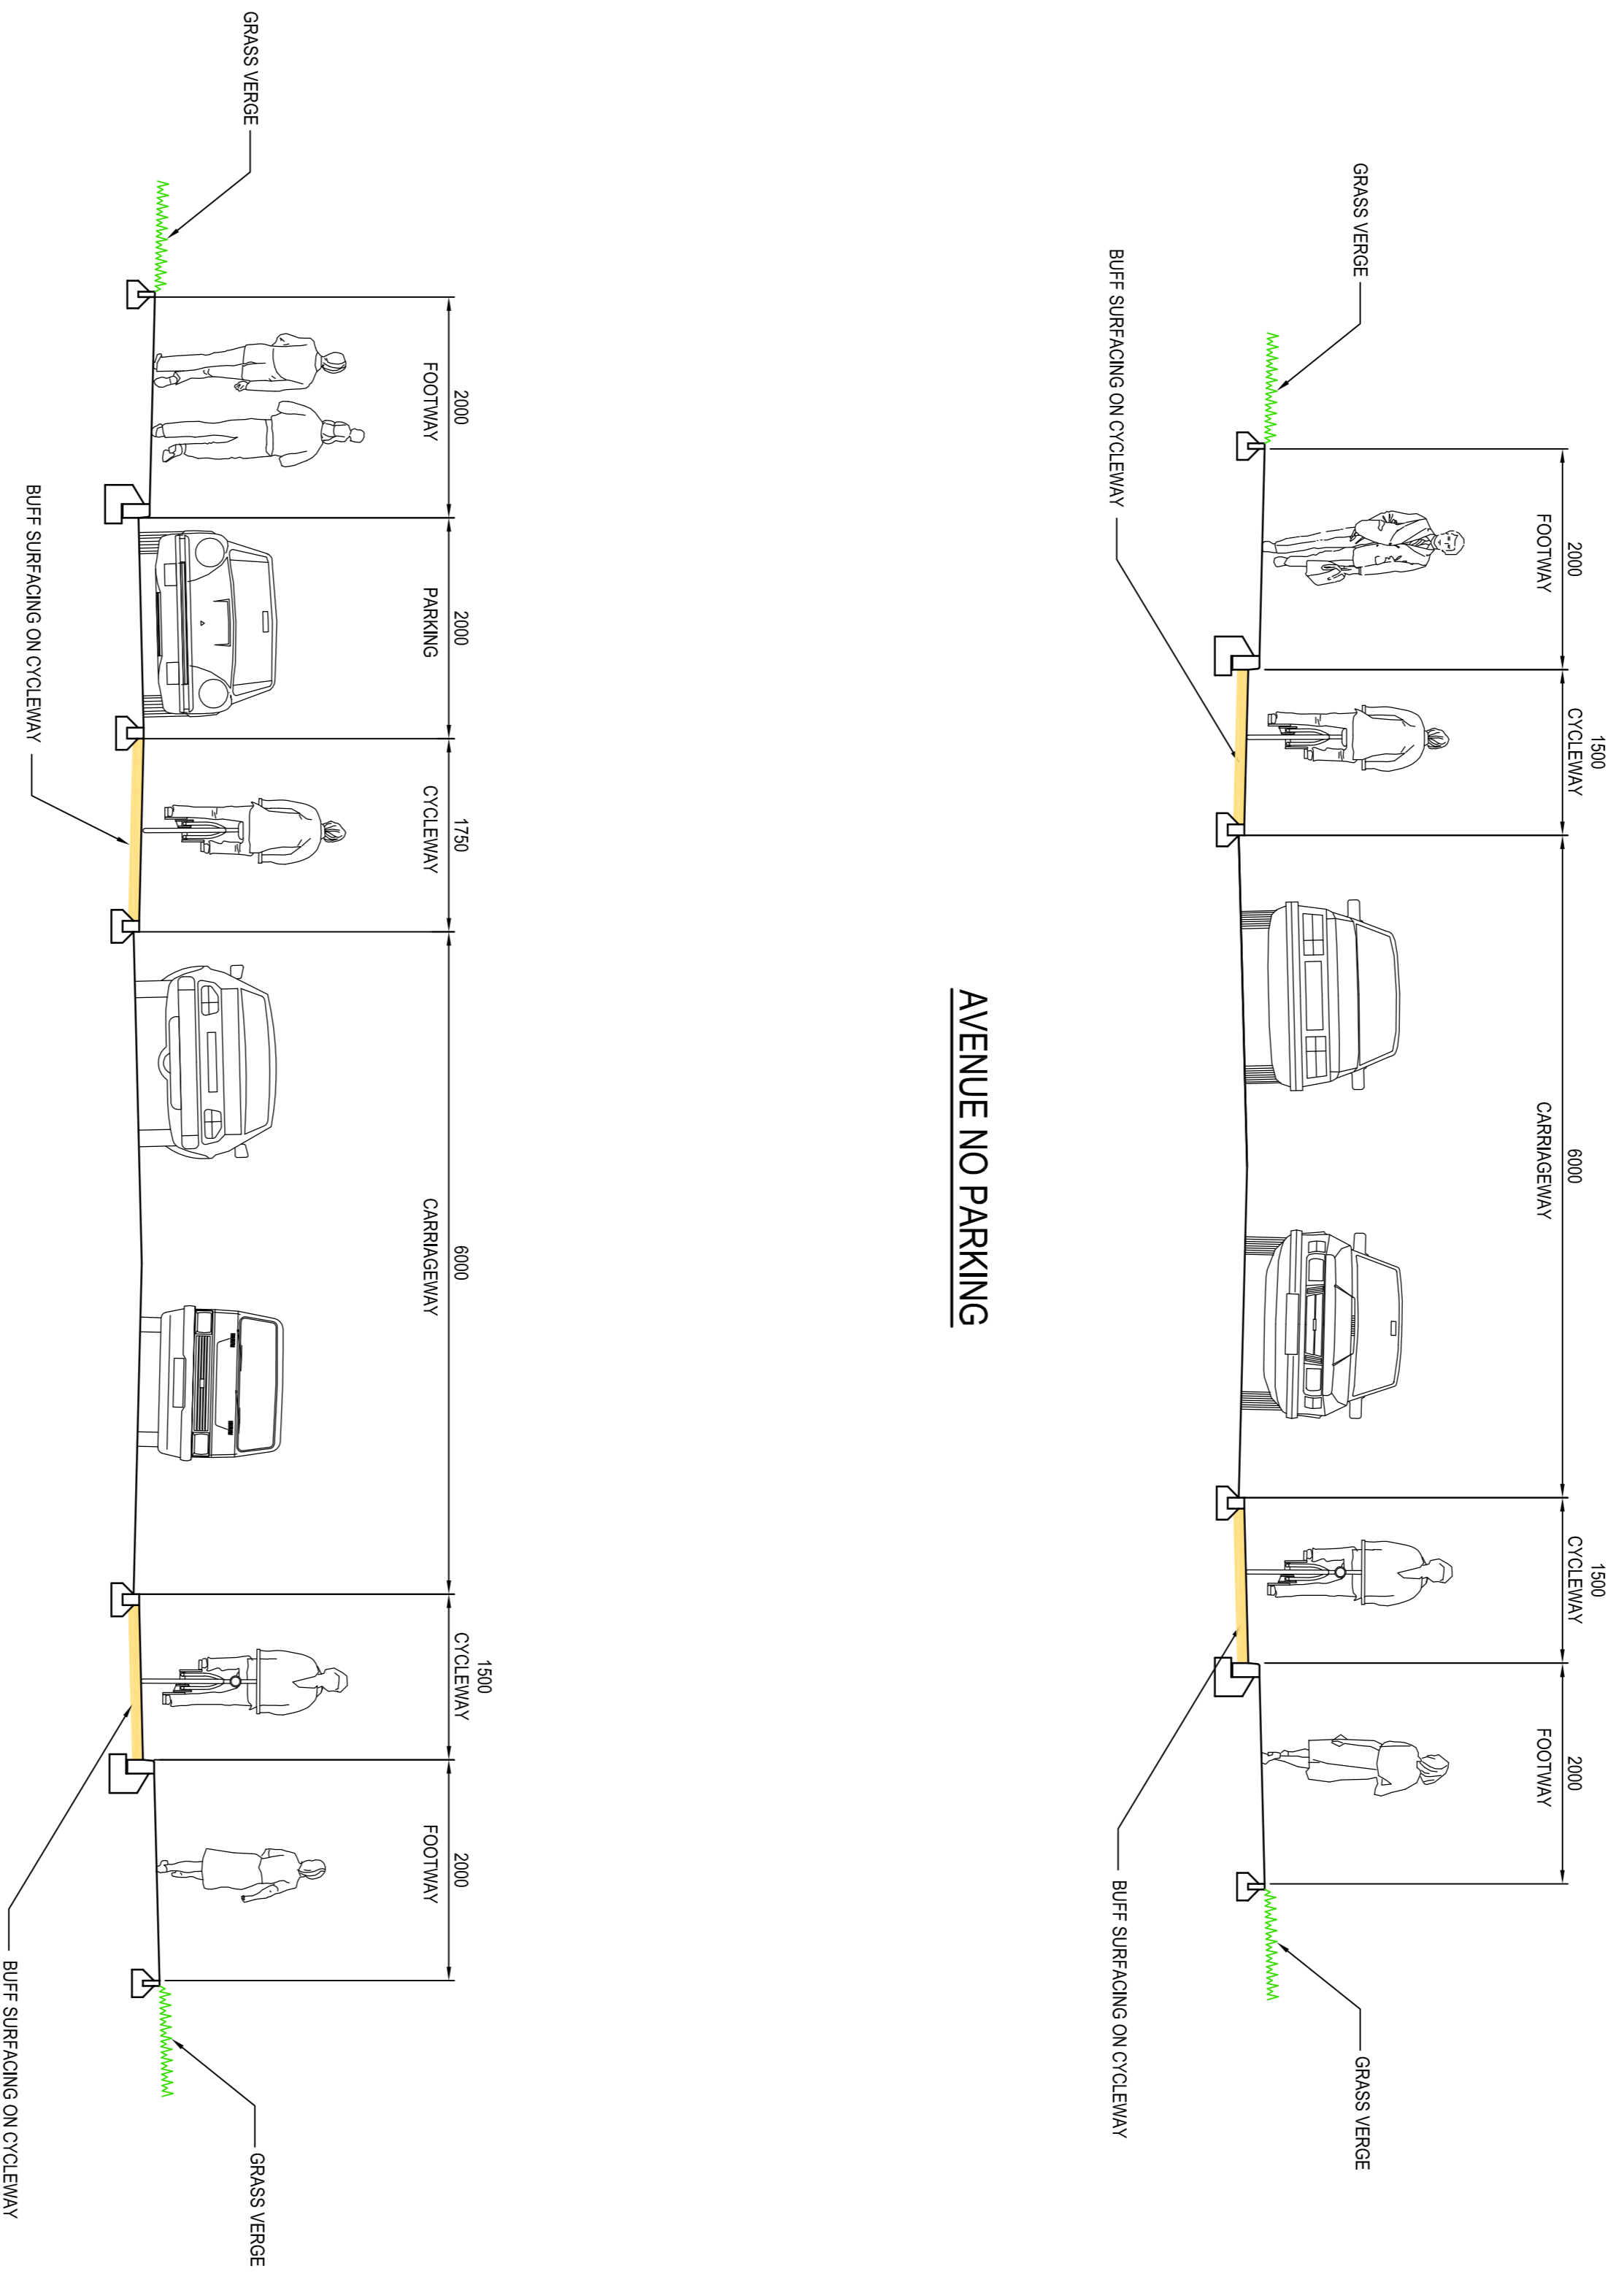 GRASS VERGE
BUFF SURFACING ON CYCLEWAY
2000
FOOTWAY
1500
CYCLEWAY
6000
CARRIAGEWAY
1500
CYCLEWAY
2000
FOOTWAY
GRASS VERGE
BUFF SURFACING ON CYCLEWAY
AVENUE NO PARKING
GRASS VERGE
2000
FOOTWAY
2000
PARKING
1750
CYCLEWAY
6000
CARRIAGEWAY
1500
CYCLEWAY
2000
FOOTWAY
GRASS VERGE
BUFF SURFACING ON CYCLEWAY
BUFF SURFACING ON CYCLEWAY